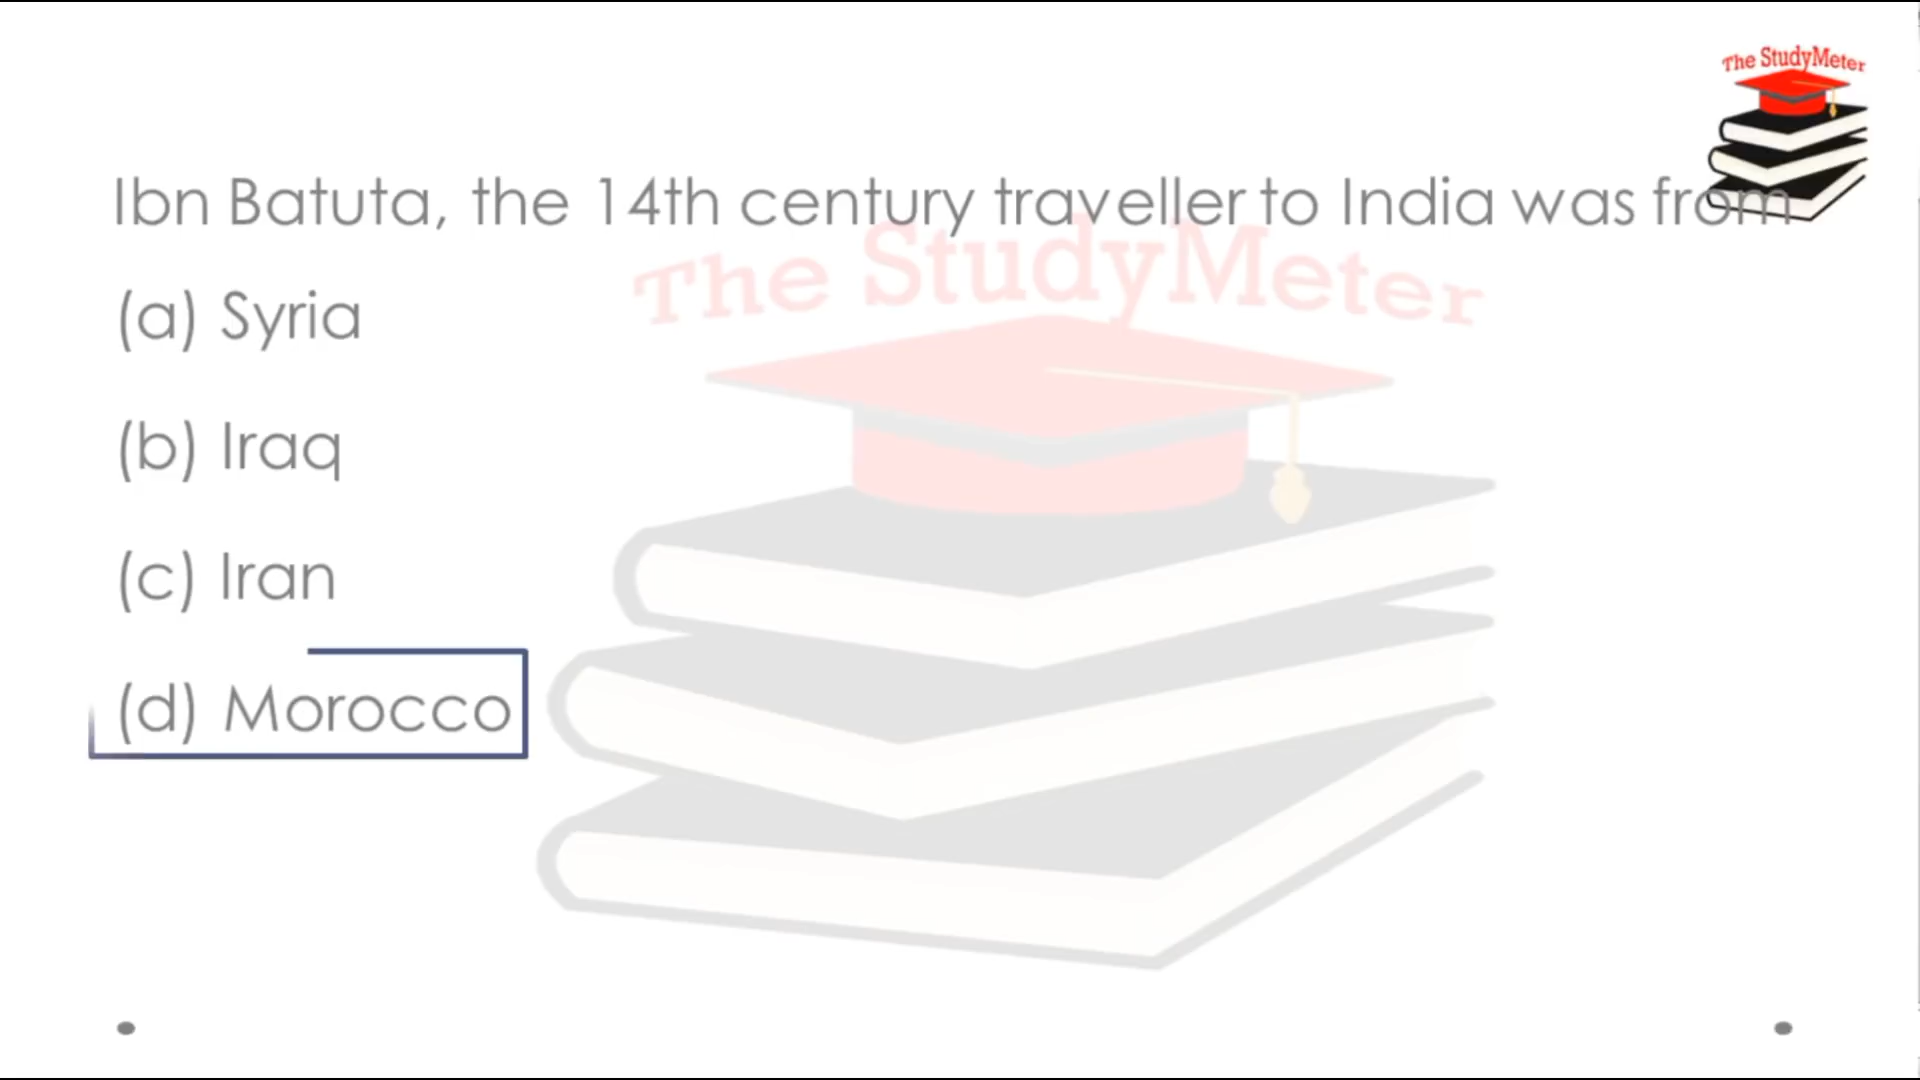 The StudyMeter
Ibn Batuta, the 14th century traveller to India was from
The StudyMeter
(a) Syria
(b) Iraq
(c) Iran
(d) Morocco